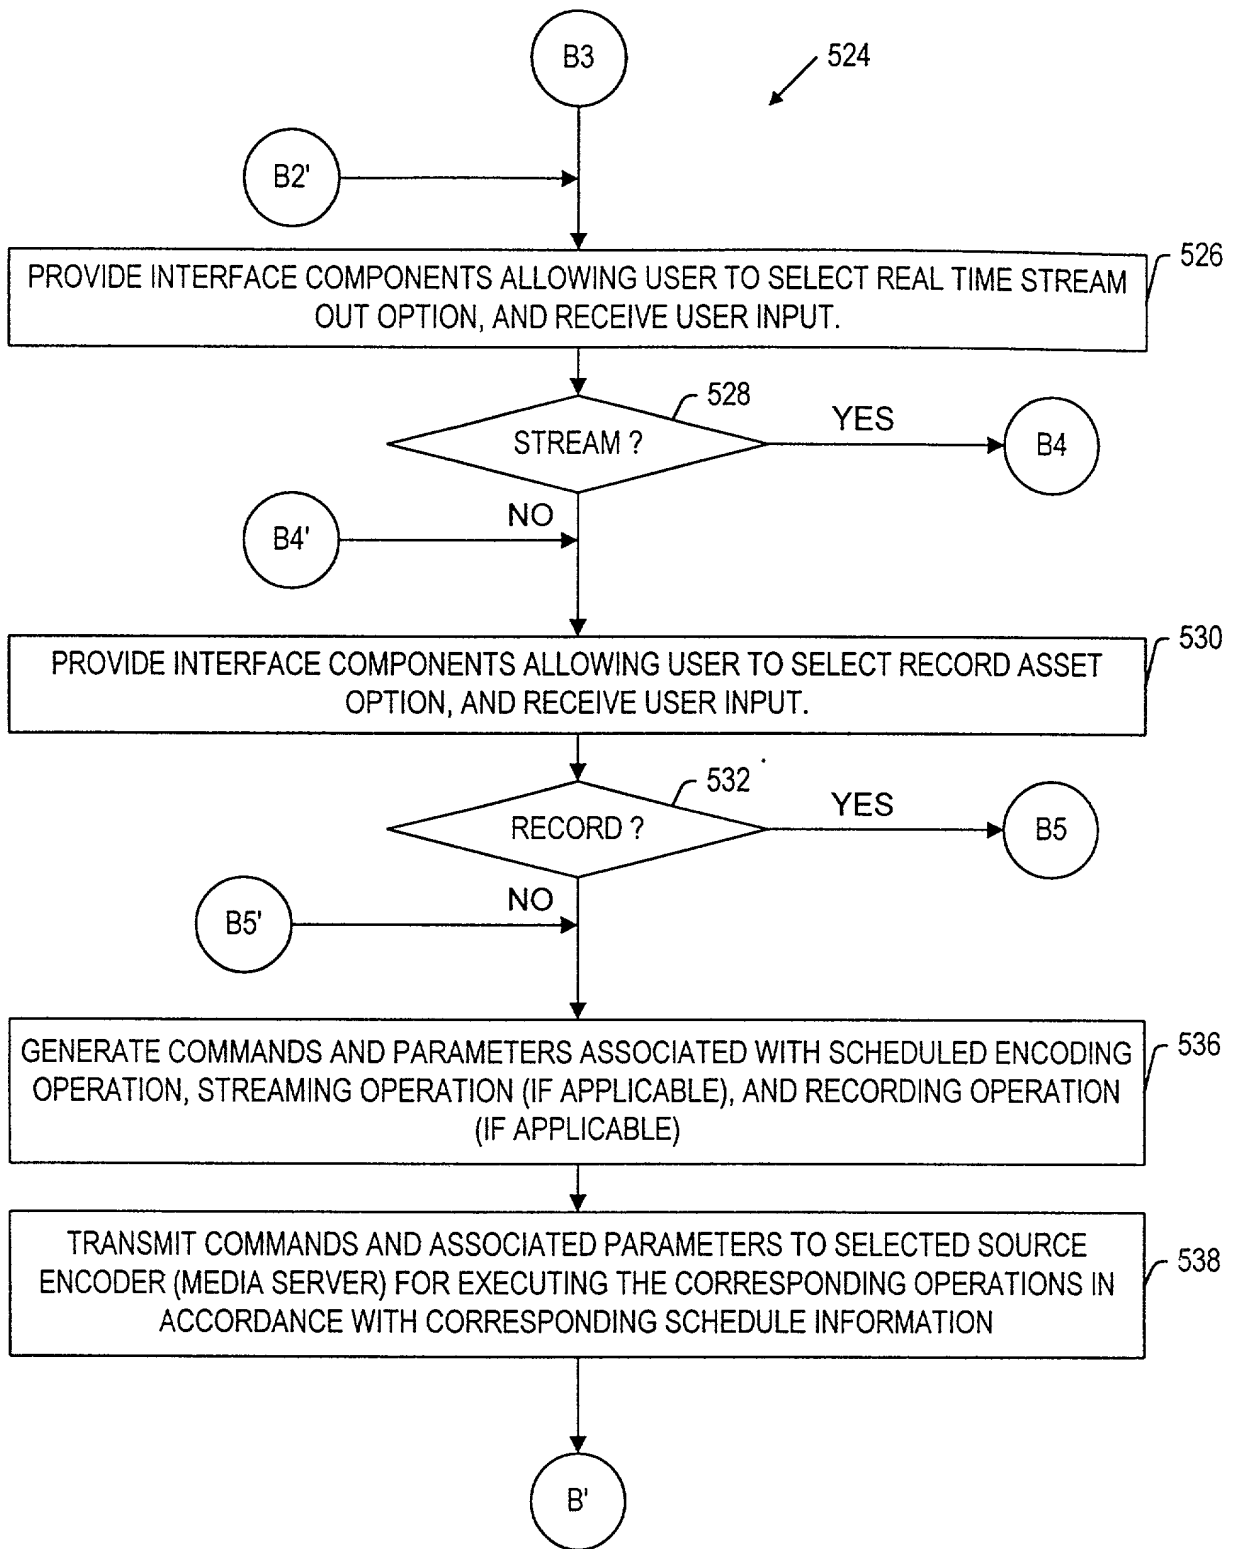 B3
524
B2'
526
PROVIDE INTERFACE COMPONENTS ALLOWING USER TO SELECT REAL TIME STREAM
OUT OPTION, AND RECEIVE USER INPUT.
528
STREAM ?
YES
B4
NO
B4'
530
PROVIDE INTERFACE COMPONENTS ALLOWING USER TO SELECT RECORD ASSET
OPTION, AND RECEIVE USER INPUT.
532
RECORD ?
YES
B5
NO
B5'
536
GENERATE COMMANDS AND PARAMETERS ASSOCIATED WITH SCHEDULED ENCODING
OPERATION, STREAMING OPERATION (IF APPLICABLE), AND RECORDING OPERATION
(IF APPLICABLE)
538
TRANSMIT COMMANDS AND ASSOCIATED PARAMETERS TO SELECTED SOURCE
ENCODER (MEDIA SERVER) FOR EXECUTING THE CORRESPONDING OPERATIONS IN
ACCORDANCE WITH CORRESPONDING SCHEDULE INFORMATION
B'